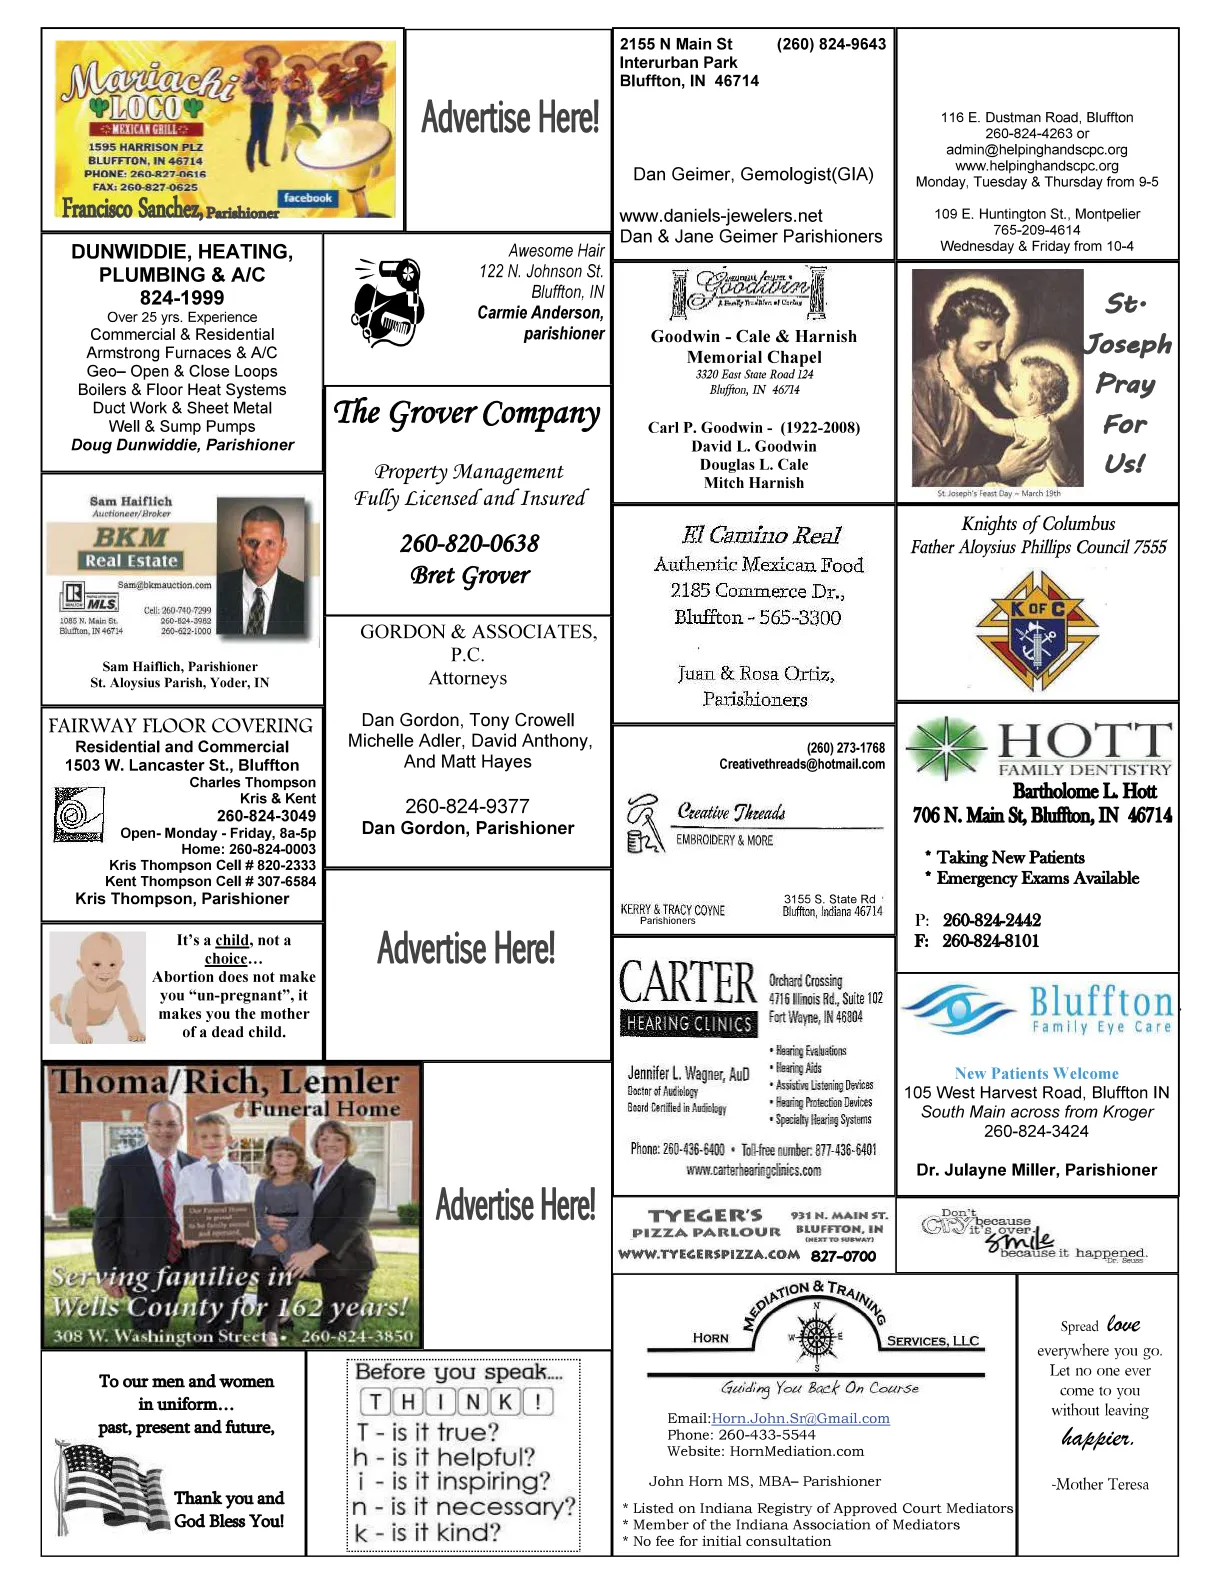 Mariachi
LOCO
MEXICAN GRILL
1595 HARRISON PLZ
BLUFFTON, IN 46714
PHONE: 260-827-0616
FAX: 260-827-0625
facebook
Francisco Sanchez, Parishioner
Advertise Here!
2155 N Main St (260) 824-9643
Interurban Park
Bluffton, IN 46714
Dan Geimer, Gemologist(GIA)
www.daniels-jewelers.net
Dan & Jane Geimer Parishioners
116 E. Dustman Road, Bluffton
260-824-4263 or
admin@helpinghandscpc.org
www.helpinghandscpc.org
Monday, Tuesday & Thursday from 9-5
109 E. Huntington St., Montpelier
765-209-4614
Wednesday & Friday from 10-4
DUNWIDDIE, HEATING,
PLUMBING & A/C
824-1999
Over 25 yrs. Experience
Commercial & Residential
Armstrong Furnaces & A/C
Geo– Open & Close Loops
Boilers & Floor Heat Systems
Duct Work & Sheet Metal
Well & Sump Pumps
Doug Dunwiddie, Parishioner
Awesome Hair
122 N. Johnson St.
Bluffton, IN
Carmie Anderson,
parishioner
The Grover Company
Property Management
Fully Licensed and Insured
260-820-0638
Bret Grover
Goodwin
A Family Tradition of Caring
Goodwin - Cale & Harnish
Memorial Chapel
3320 East State Road 124
Bluffton, IN 46714
Carl P. Goodwin - (1922-2008)
David L. Goodwin
Douglas L. Cale
Mitch Harnish
St.
Joseph
Pray
For
Us!
St. Joseph's Feast Day ~ March 19th
Sam Haiflich
Auctioneer/Broker
BKM
Real Estate
Sam@bkmauction.com
REALTOR
MLS
Cell: 260-740-7299
1085 N. Main St. 260-824-3982
Bluffton, IN 46714 260-622-1000
Sam Haiflich, Parishioner
St. Aloysius Parish, Yoder, IN
GORDON & ASSOCIATES,
P.C.
Attorneys
Dan Gordon, Tony Crowell
Michelle Adler, David Anthony,
And Matt Hayes
260-824-9377
Dan Gordon, Parishioner
El Camino Real
Authentic Mexican Food
2185 Commerce Dr.,
Bluffton - 565-3300
Juan & Rosa Ortiz,
Parishioners
Knights of Columbus
Father Aloysius Phillips Council 7555
K OF C
FAIRWAY FLOOR COVERING
Residential and Commercial
1503 W. Lancaster St., Bluffton
Charles Thompson
Kris & Kent
260-824-3049
Open- Monday - Friday, 8a-5p
Home: 260-824-0003
Kris Thompson Cell # 820-2333
Kent Thompson Cell # 307-6584
Kris Thompson, Parishioner
(260) 273-1768
Creativethreads@hotmail.com
Creative Threads
EMBROIDERY & MORE
3155 S. State Rd
KERRY & TRACY COYNE Bluffton, Indiana 46714
Parishioners
HOTT
FAMILY DENTISTRY
Bartholome L. Hott
706 N. Main St, Bluffton, IN 46714
* Taking New Patients
* Emergency Exams Available
P: 260-824-2442
F: 260-824-8101
It's a child, not a
choice…
Abortion does not make
you “un-pregnant”, it
makes you the mother
of a dead child.
Advertise Here!
CARTER
HEARING CLINICS
Orchard Crossing
4716 Illinois Rd., Suite 102
Fort Wayne, IN 46804
Jennifer L. Wagner, AuD
Doctor of Audiology
Board Certified in Audiology
• Hearing Evaluations
• Hearing Aids
• Assistive Listening Devices
• Hearing Protection Devices
• Specialty Hearing Systems
Phone: 260-436-6400 • Toll-free number: 877-436-6401
www.carterhearingclinics.com
Bluffton
Family Eye Care
New Patients Welcome
105 West Harvest Road, Bluffton IN
South Main across from Kroger
260-824-3424
Dr. Julayne Miller, Parishioner
Thoma/Rich, Lemler
Funeral Home
Our Funeral Home
is proud
to be family owned
and operated.
Serving families in
Wells County for 162 years!
308 W. Washington Street • 260-824-3850
Advertise Here!
TYEGER'S
PIZZA PARLOUR
931 N. MAIN ST.
BLUFFTON, IN
(NEXT TO SUBWAY)
WWW.TYEGERSPIZZA.COM 827-0700
Don't
cry because
it's over
smile
because it happened.
-Dr. Seuss
To our men and women
in uniform…
past, present and future,
Thank you and
God Bless You!
Before you speak....
THINK!
T - is it true?
h - is it helpful?
i - is it inspiring?
n - is it necessary?
k - is it kind?
HORN
MEDIATION & TRAINING
SERVICES, LLC
N
W E
S
Guiding You Back On Course
Email:Horn.John.Sr@Gmail.com
Phone: 260-433-5544
Website: HornMediation.com
John Horn MS, MBA– Parishioner
* Listed on Indiana Registry of Approved Court Mediators
* Member of the Indiana Association of Mediators
* No fee for initial consultation
Spread love
everywhere you go.
Let no one ever
come to you
without leaving
happier.
-Mother Teresa